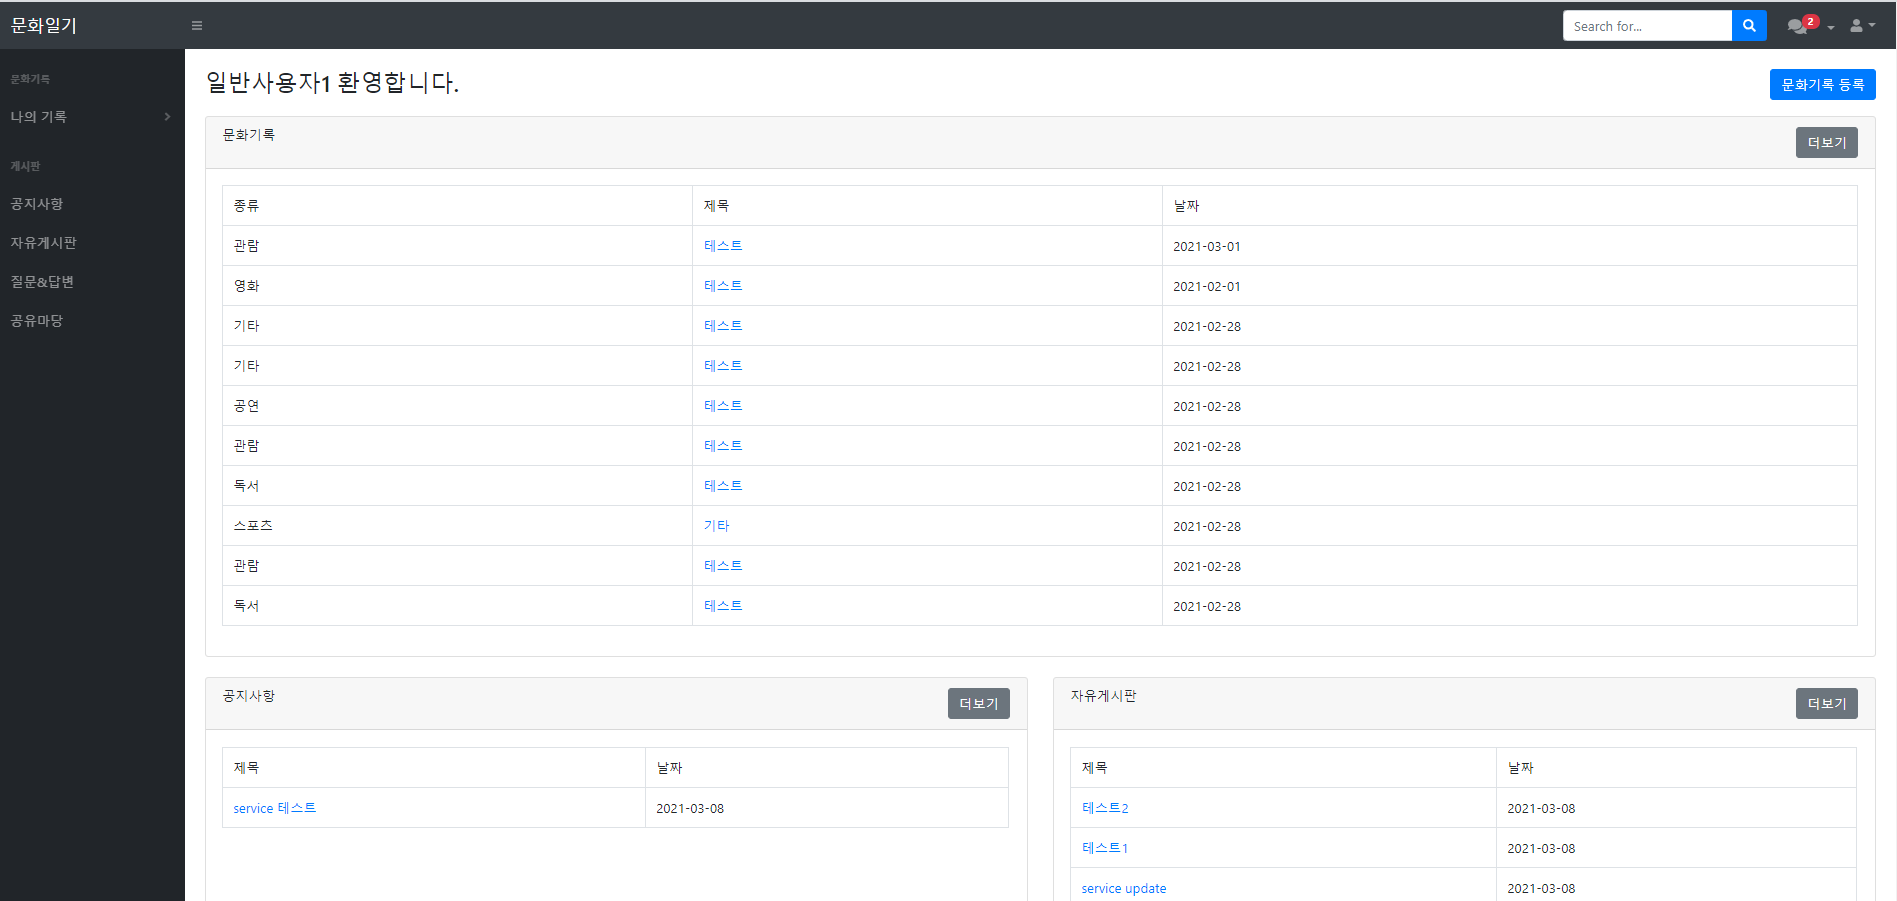 문화일기
Search for...
2
문화기록
나의 기록
게시판
공지사항
자유게시판
질문&답변
공유마당
일반사용자1 환영합니다.
문화기록 등록
문화기록
더보기
종류 제목 날짜
관람 테스트 2021-03-01
영화 테스트 2021-02-01
기타 테스트 2021-02-28
기타 테스트 2021-02-28
공연 테스트 2021-02-28
관람 테스트 2021-02-28
독서 테스트 2021-02-28
스포츠 기타 2021-02-28
관람 테스트 2021-02-28
독서 테스트 2021-02-28
공지사항
더보기
제목 날짜
service 테스트 2021-03-08
자유게시판
더보기
제목 날짜
테스트2 2021-03-08
테스트1 2021-03-08
service update 2021-03-08